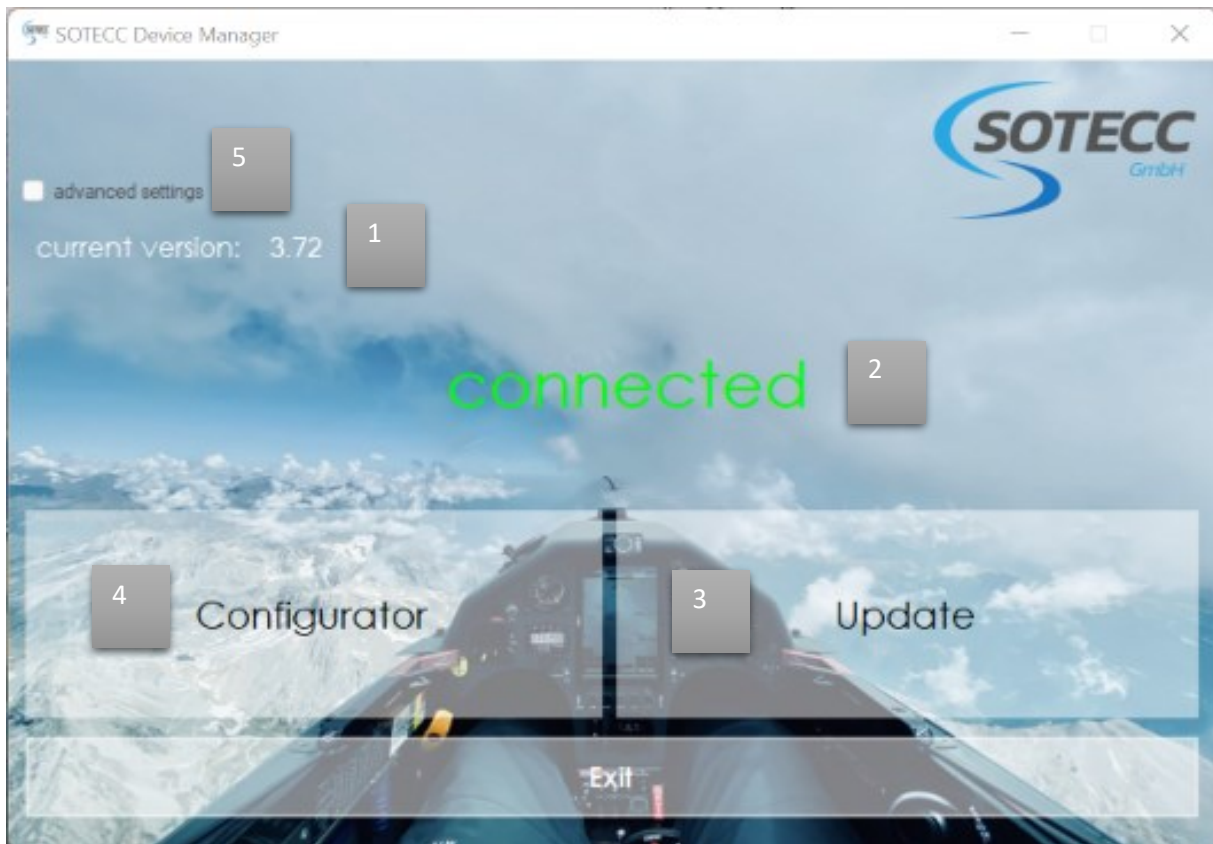 SOTECC Device Manager
SOTECC
GmbH
5
advanced settings
1
current version: 3.72
connected
2
4
Configurator
3
Update
Exit